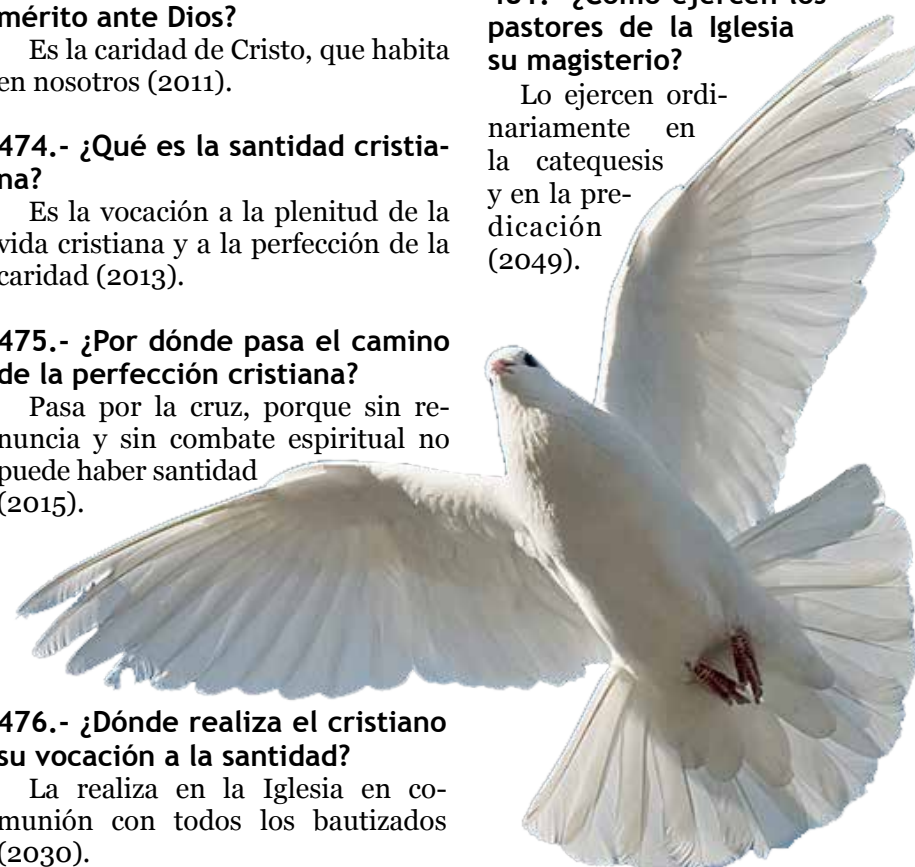 mérito ante Dios?
Es la caridad de Cristo, que habita
en nosotros (2011).
474.- ¿Qué es la santidad cristia-
na?
Es la vocación a la plenitud de la
vida cristiana y a la perfección de la
caridad (2013).
475.- ¿Por dónde pasa el camino
de la perfección cristiana?
Pasa por la cruz, porque sin re-
nuncia y sin combate espiritual no
puede haber santidad
(2015).
476.- ¿Dónde realiza el cristiano
su vocación a la santidad?
La realiza en la Iglesia en co-
munión con todos los bautizados
(2030).
¿Cómo ejercen los
pastores de la Iglesia
su magisterio?
Lo ejercen ordi-
nariamente en
la catequesis
y en la pre-
dicación
(2049).